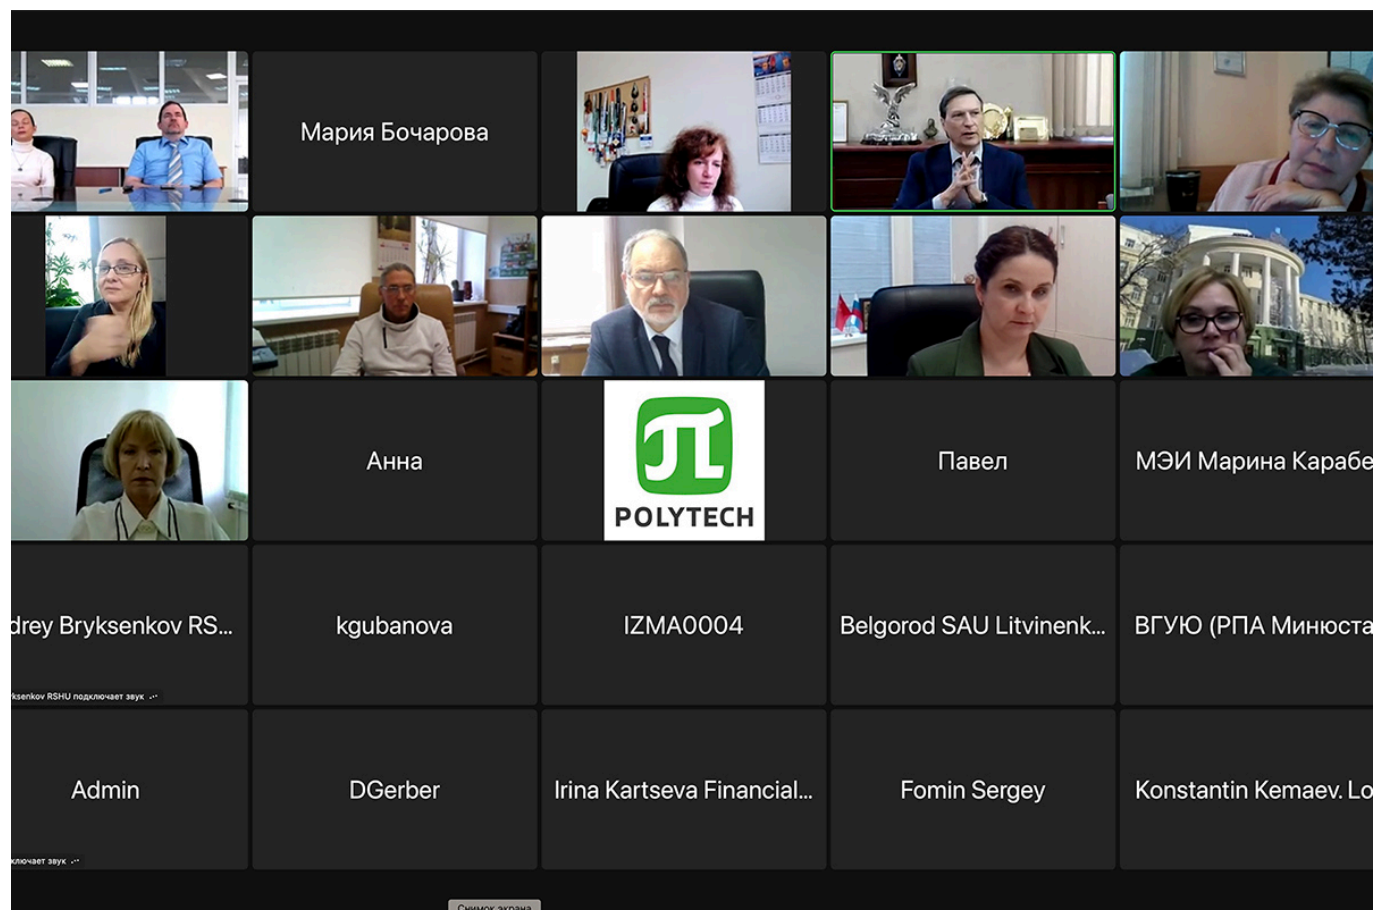 Мария Бочарова
Анна
POLYTECH
Павел
МЭИ Марина Карабе
drey Bryksenkov RS...
ksenkov RSHU подключает звук
kgubanova
IZMA0004
Belgorod SAU Litvinenk...
ВГУЮ (РПА Минюста
Admin
ключает звук
DGerber
Irina Kartseva Financial...
Fomin Sergey
Konstantin Kemaev. Lo
Снимок экрана